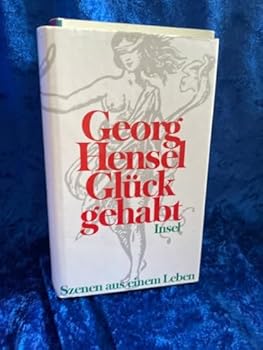 Georg
Hensel
Glück
gehabt
Insel
Szenen aus einem Leben